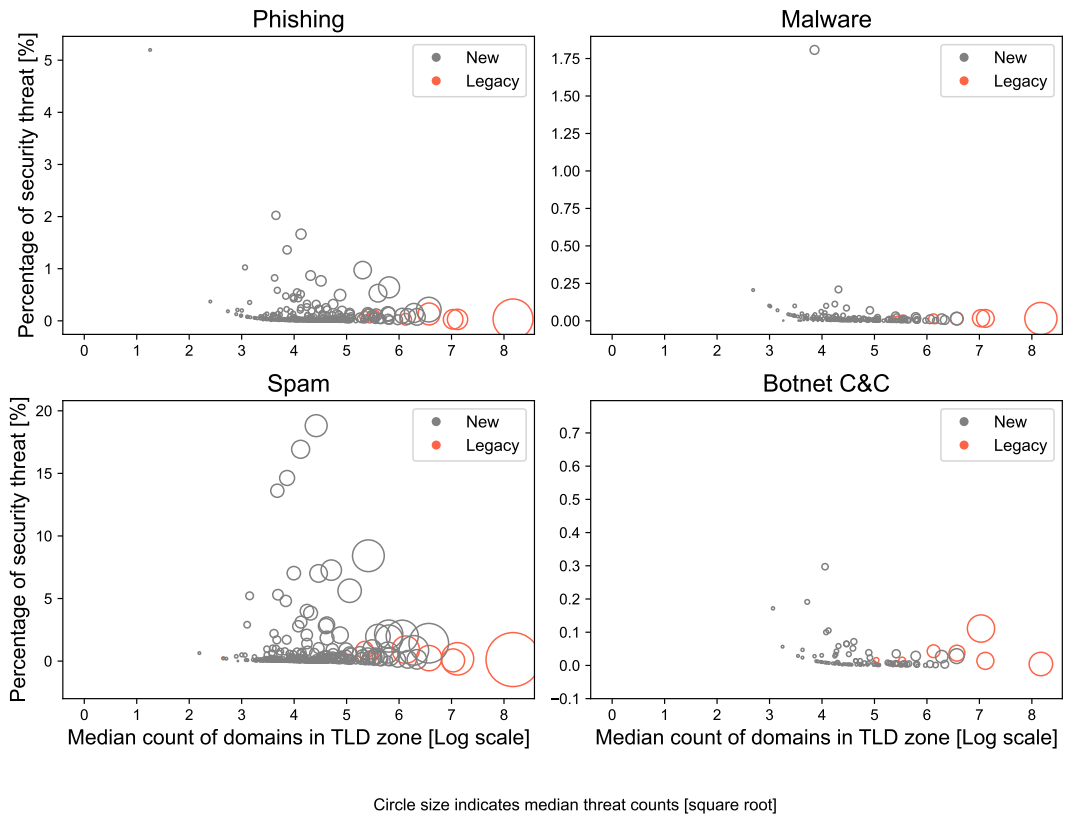 Phishing
Percentage of security threat [%]
5
4
3
2
1
0
0 1 2 3 4 5 6 7 8
New
Legacy
Malware
1.75
1.50
1.25
1.00
0.75
0.50
0.25
0.00
0 1 2 3 4 5 6 7 8
New
Legacy
Spam
Percentage of security threat [%]
20
15
10
5
0
0 1 2 3 4 5 6 7 8
Median count of domains in TLD zone [Log scale]
New
Legacy
Botnet C&C
0.7
0.6
0.5
0.4
0.3
0.2
0.1
0.0
−0.1
0 1 2 3 4 5 6 7 8
Median count of domains in TLD zone [Log scale]
New
Legacy
Circle size indicates median threat counts [square root]